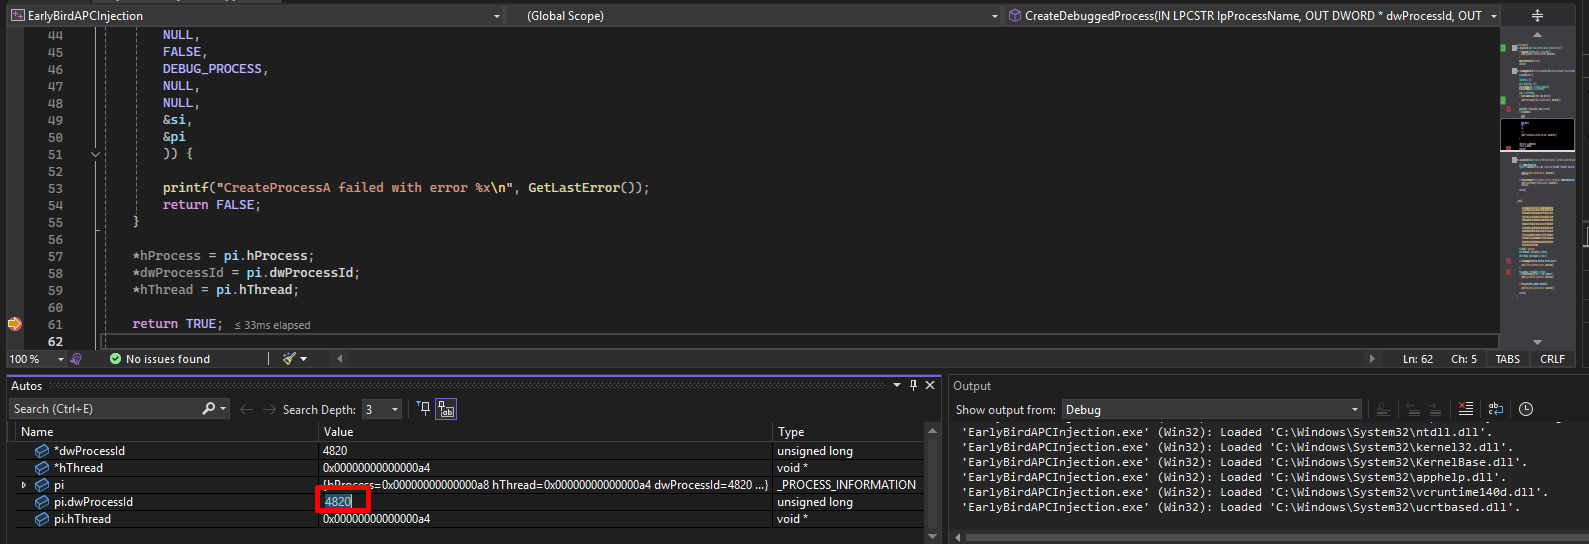 EarlyBirdAPCInjection
(Global Scope)
CreateDebuggedProcess(IN LPCSTR lpProcessName, OUT DWORD * dwProcessId, OUT
44 NULL,
45 FALSE,
46 DEBUG_PROCESS,
47 NULL,
48 NULL,
49 &si,
50 &pi
51 )) {
52
53 printf("CreateProcessA failed with error %x\n", GetLastError());
54 return FALSE;
55 }
56
57 *hProcess = pi.hProcess;
58 *dwProcessId = pi.dwProcessId;
59 *hThread = pi.hThread;
60
61 return TRUE; ≤ 33ms elapsed
62
100 % No issues found Ln: 62 Ch: 5 TABS CRLF
Autos
Search (Ctrl+E) Search Depth: 3
Name Value Type
*dwProcessId 4820 unsigned long
*hThread 0x00000000000000a4 void *
pi {hProcess=0x00000000000000a8 hThread=0x00000000000000a4 dwProcessId=4820 ...} _PROCESS_INFORMATION
pi.dwProcessId 4820 unsigned long
pi.hThread 0x00000000000000a4 void *
Output
Show output from: Debug
'EarlyBirdAPCInjection.exe' (Win32): Loaded 'C:\Windows\System32\ntdll.dll'.
'EarlyBirdAPCInjection.exe' (Win32): Loaded 'C:\Windows\System32\kernel32.dll'.
'EarlyBirdAPCInjection.exe' (Win32): Loaded 'C:\Windows\System32\KernelBase.dll'.
'EarlyBirdAPCInjection.exe' (Win32): Loaded 'C:\Windows\System32\apphelp.dll'.
'EarlyBirdAPCInjection.exe' (Win32): Loaded 'C:\Windows\System32\vcruntime140d.dll'.
'EarlyBirdAPCInjection.exe' (Win32): Loaded 'C:\Windows\System32\ucrtbased.dll'.